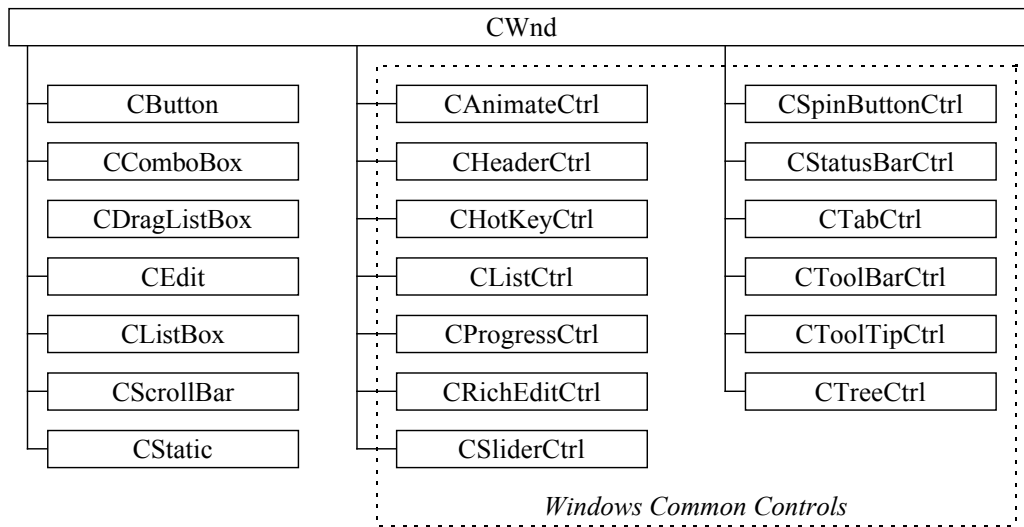 CWnd
CButton
CComboBox
CDragListBox
CEdit
CListBox
CScrollBar
CStatic
CAnimateCtrl
CHeaderCtrl
CHotKeyCtrl
CListCtrl
CProgressCtrl
CRichEditCtrl
CSliderCtrl
CSpinButtonCtrl
CStatusBarCtrl
CTabCtrl
CToolBarCtrl
CToolTipCtrl
CTreeCtrl
Windows Common Controls